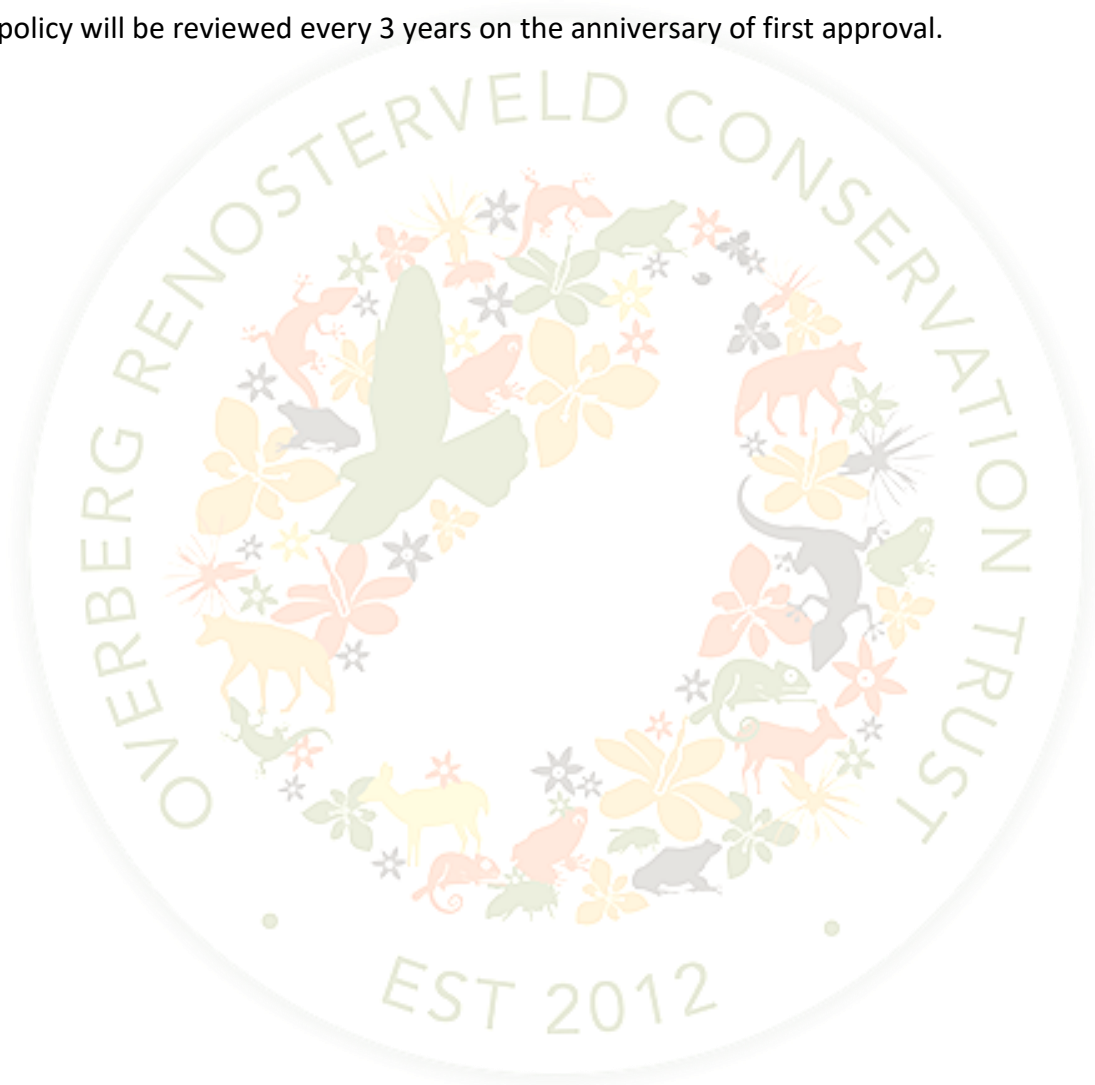 policy will be reviewed every 3 years on the anniversary of first approval.
OVERBERG RENOSTERVELD CONSERVATION TRUST
EST 2012